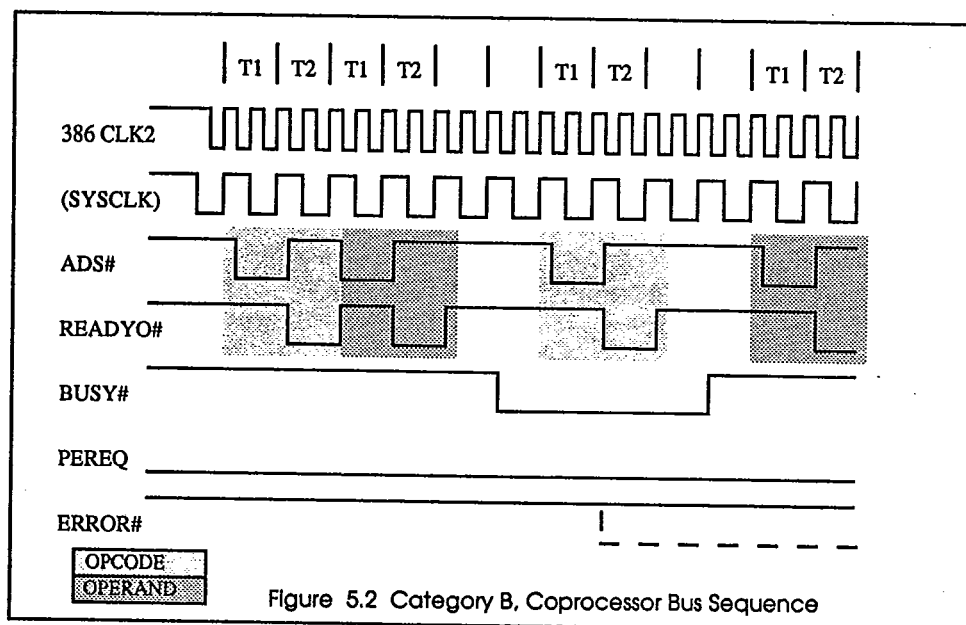 T1 T2 T1 T2 T1 T2 T1 T2
386 CLK2
(SYSCLK)
ADS#
READYO#
BUSY#
PEREQ
ERROR#
OPCODE
OPERAND
Figure 5.2 Category B, Coprocessor Bus Sequence